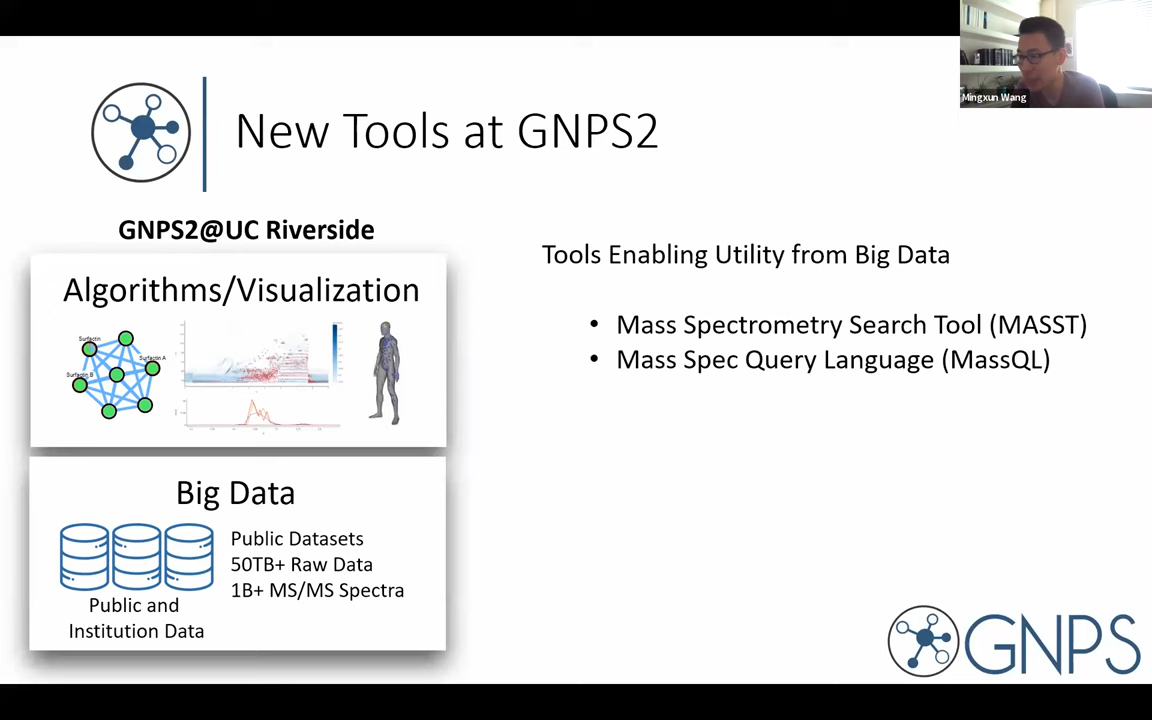 Mingxun Wang
New Tools at GNPS2
GNPS2@UC Riverside
Algorithms/Visualization
Surfactin
Surfactin A
Surfactin B
Big Data
Public Datasets
50TB+ Raw Data
1B+ MS/MS Spectra
Public and
Institution Data
Tools Enabling Utility from Big Data
• Mass Spectrometry Search Tool (MASST)
• Mass Spec Query Language (MassQL)
GNPS